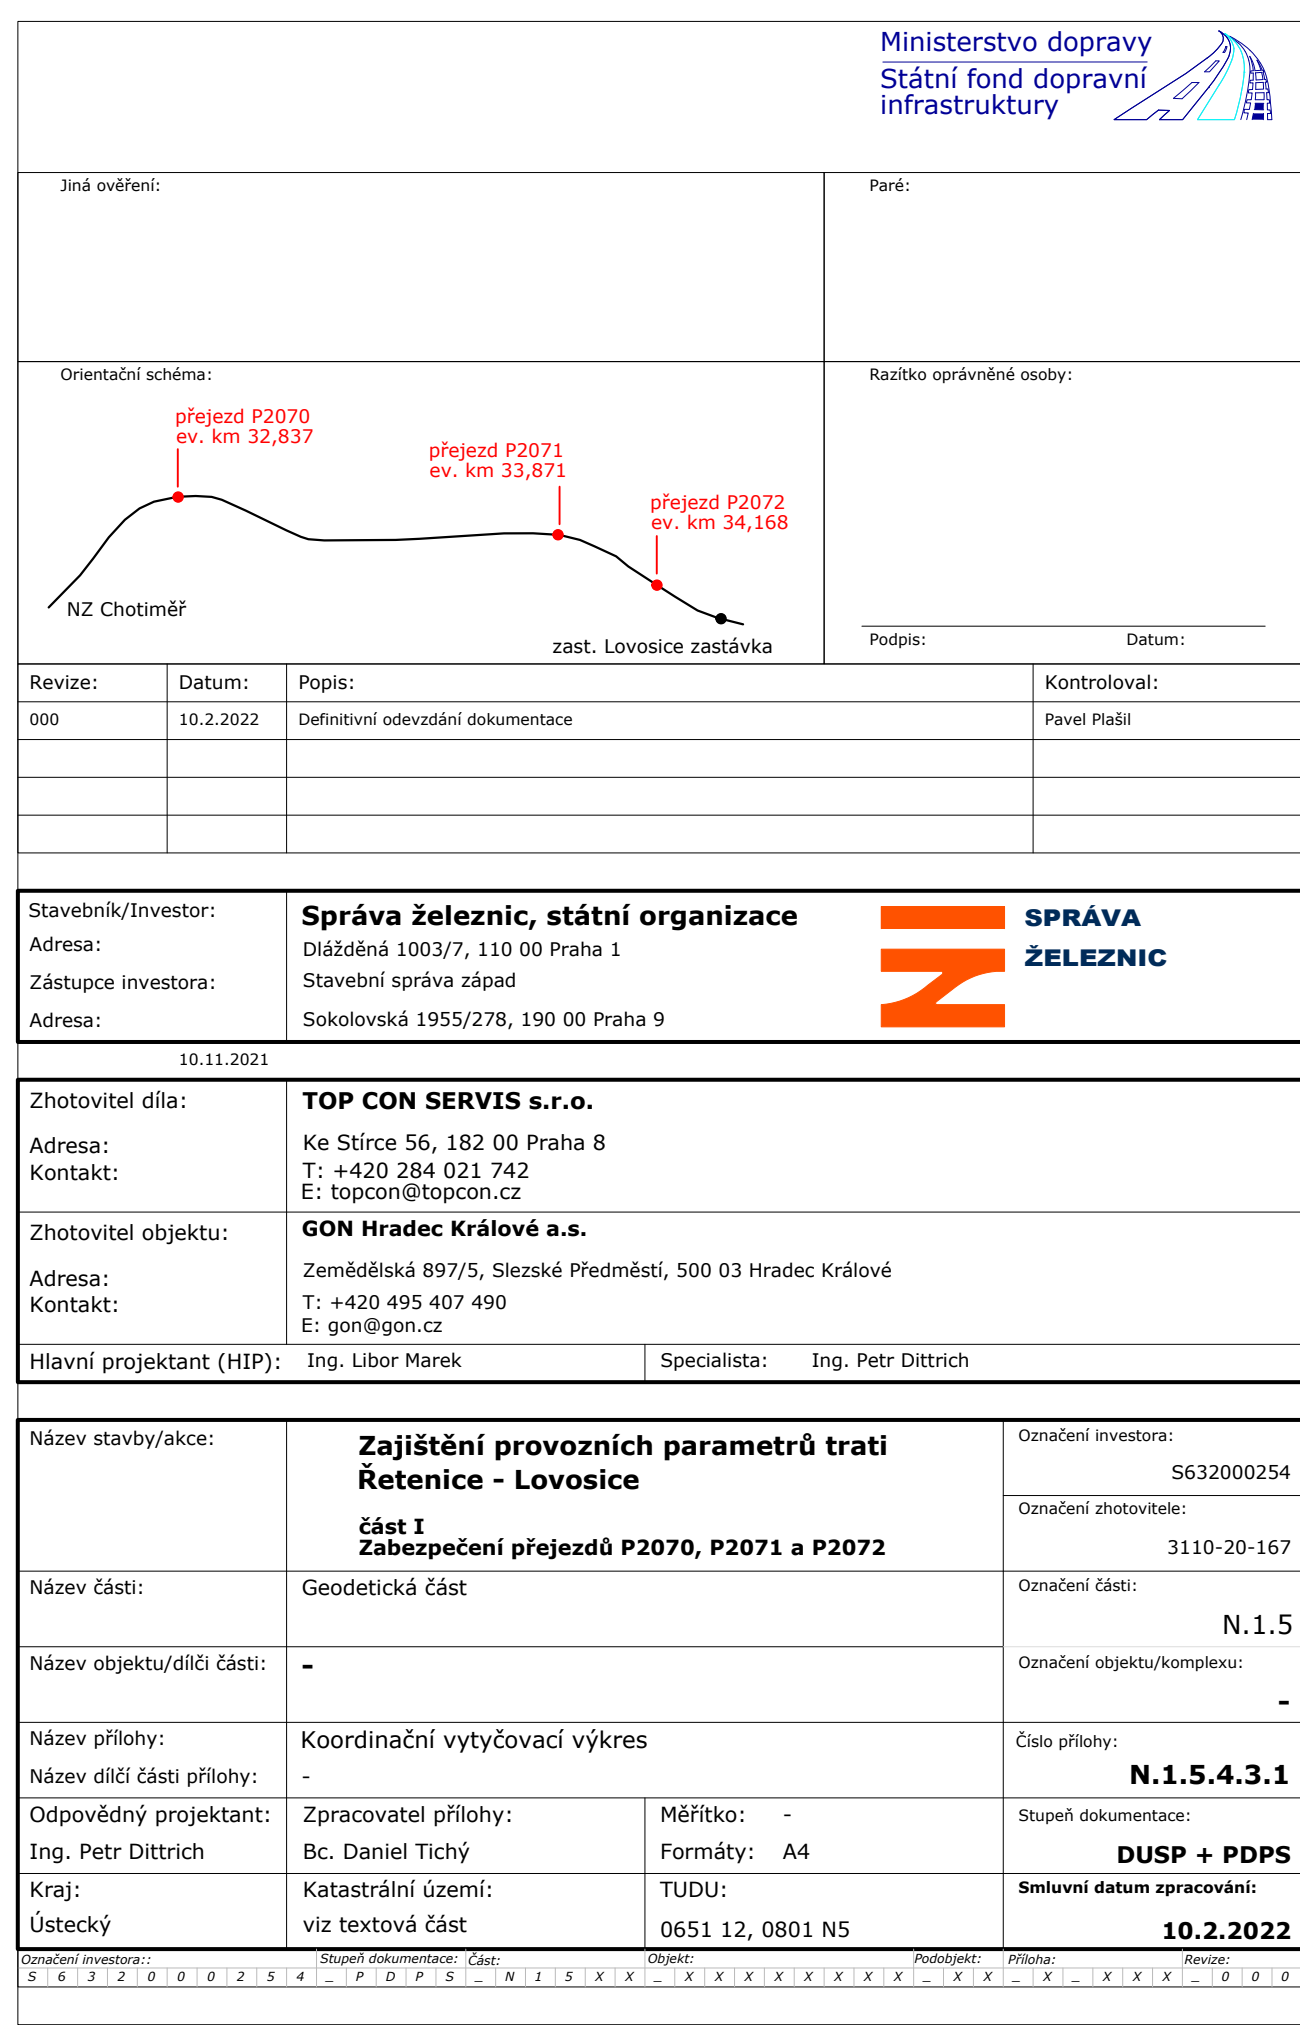 Ministerstvo dopravy
Státní fond dopravní
infrastruktury
Jiná ověření:
Paré:
Orientační schéma:
Razítko oprávněné osoby:
přejezd P2070
ev. km 32,837
přejezd P2071
ev. km 33,871
přejezd P2072
ev. km 34,168
NZ Chotiměř
zast. Lovosice zastávka
Podpis: Datum:
Revize: Datum: Popis: Kontroloval:
000 10.2.2022 Definitivní odevzdání dokumentace Pavel Plašil
Stavebník/Investor: Správa železnic, státní organizace
Adresa: Dlážděná 1003/7, 110 00 Praha 1
Zástupce investora: Stavební správa západ
Adresa: Sokolovská 1955/278, 190 00 Praha 9
SPRÁVA
ŽELEZNIC
10.11.2021
Zhotovitel díla: TOP CON SERVIS s.r.o.
Adresa: Ke Stírce 56, 182 00 Praha 8
Kontakt: T: +420 284 021 742
E: topcon@topcon.cz
Zhotovitel objektu: GON Hradec Králové a.s.
Adresa: Zemědělská 897/5, Slezské Předměstí, 500 03 Hradec Králové
Kontakt: T: +420 495 407 490
E: gon@gon.cz
Hlavní projektant (HIP): Ing. Libor Marek Specialista: Ing. Petr Dittrich
Název stavby/akce: Zajištění provozních parametrů trati
Řetenice - Lovosice
část I
Zabezpečení přejezdů P2070, P2071 a P2072
Označení investora:
S632000254
Označení zhotovitele:
3110-20-167
Název části: Geodetická část Označení části:
N.1.5
Název objektu/dílči části: - Označení objektu/komplexu:
-
Název přílohy: Koordinační vytyčovací výkres Číslo přílohy:
Název dílčí části přílohy: - N.1.5.4.3.1
Odpovědný projektant: Zpracovatel přílohy: Měřítko: - Stupeň dokumentace:
Ing. Petr Dittrich Bc. Daniel Tichý Formáty: A4 DUSP + PDPS
Kraj: Katastrální území: TUDU: Smluvní datum zpracování:
Ústecký viz textová část 0651 12, 0801 N5 10.2.2022
Označení investora:: Stupeň dokumentace: Část: Objekt: Podobjekt: Příloha: Revize:
S 6 3 2 0 0 0 2 5 4 _ P D P S _ N 1 5 X X _ X X X X X X X X _ X X _ X _ X X X _ 0 0 0